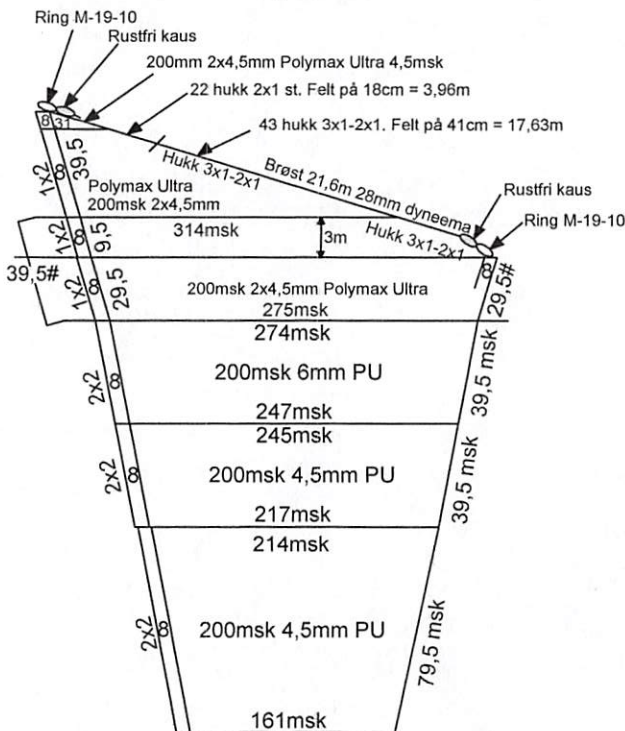 Ring M-19-10
Rustfri kaus
200mm 2x4,5mm Polymax Ultra 4,5msk
22 hukk 2x1 st. Felt på 18cm = 3,96m
43 hukk 3x1-2x1. Felt på 41cm = 17,63m
8
31
Hukk 3x1-2x1
Brøst 21,6m 28mm dyneema
1x2
8
39,5
Polymax Ultra
200msk 2x4,5mm
Rustfri kaus
Ring M-19-10
1x2
8
9,5
314msk
3m
Hukk 3x1-2x1
8
39,5#
1x2
8
29,5
200msk 2x4,5mm Polymax Ultra
275msk
29,5#
274msk
2x2
8
200msk 6mm PU
39,5 msk
247msk
245msk
2x2
8
200msk 4,5mm PU
39,5 msk
217msk
214msk
2x2
8
200msk 4,5mm PU
79,5 msk
161msk